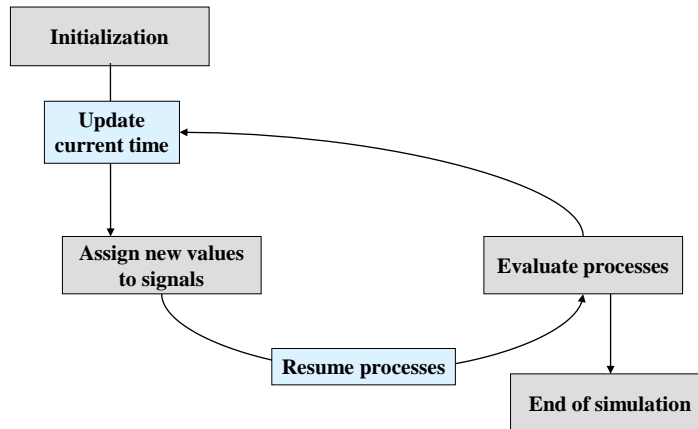 Initialization
Update
current time
Assign new values
to signals
Evaluate processes
Resume processes
End of simulation